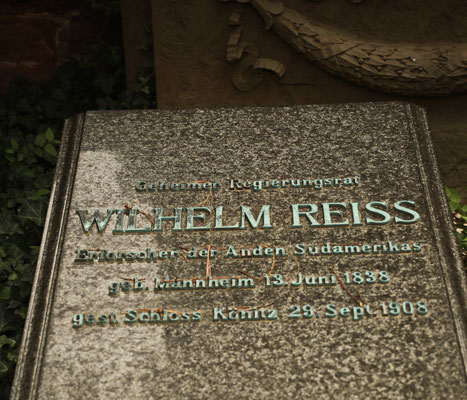 Geheimer Regierungsrat
WILHELM REISS
Erforscher der Anden Südamerikas
geb. Mannheim 13. Juni 1838
gest. Schloss Könitz 29 Sept. 1908